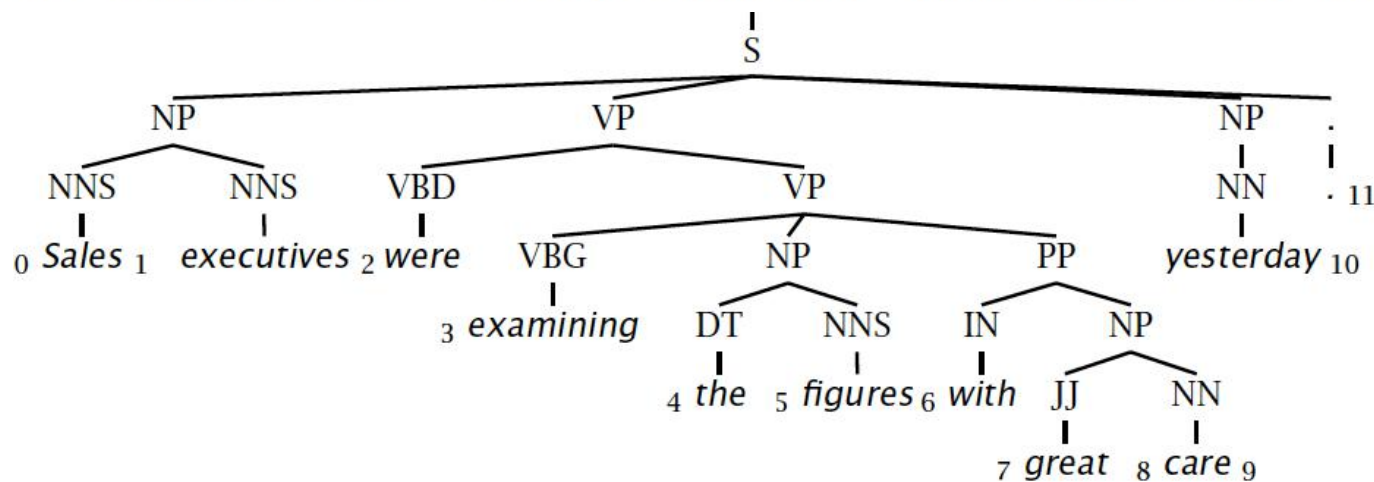 S
NP VP NP .
NNS NNS VBD VP NN . 11
0 Sales 1 executives 2 were VBG NP PP yesterday 10
3 examining DT NNS IN NP
4 the 5 figures 6 with JJ NN
7 great 8 care 9